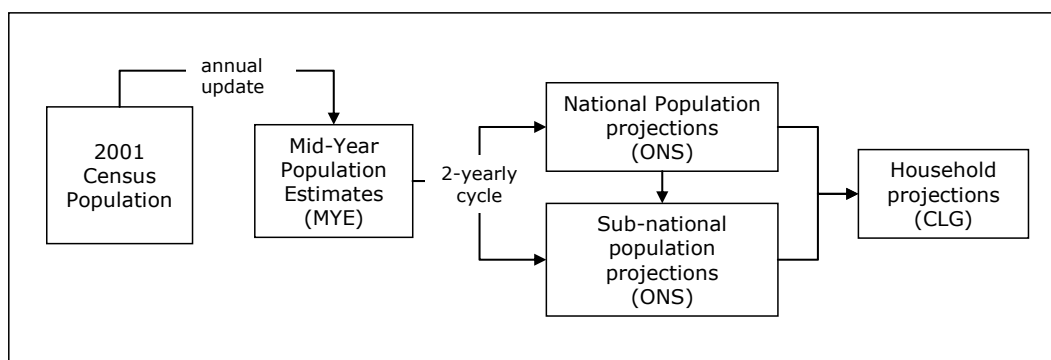 annual
update
2001
Census
Population
Mid-Year
Population
Estimates
(MYE)
2-yearly
cycle
National Population
projections
(ONS)
Sub-national
population
projections
(ONS)
Household
projections
(CLG)